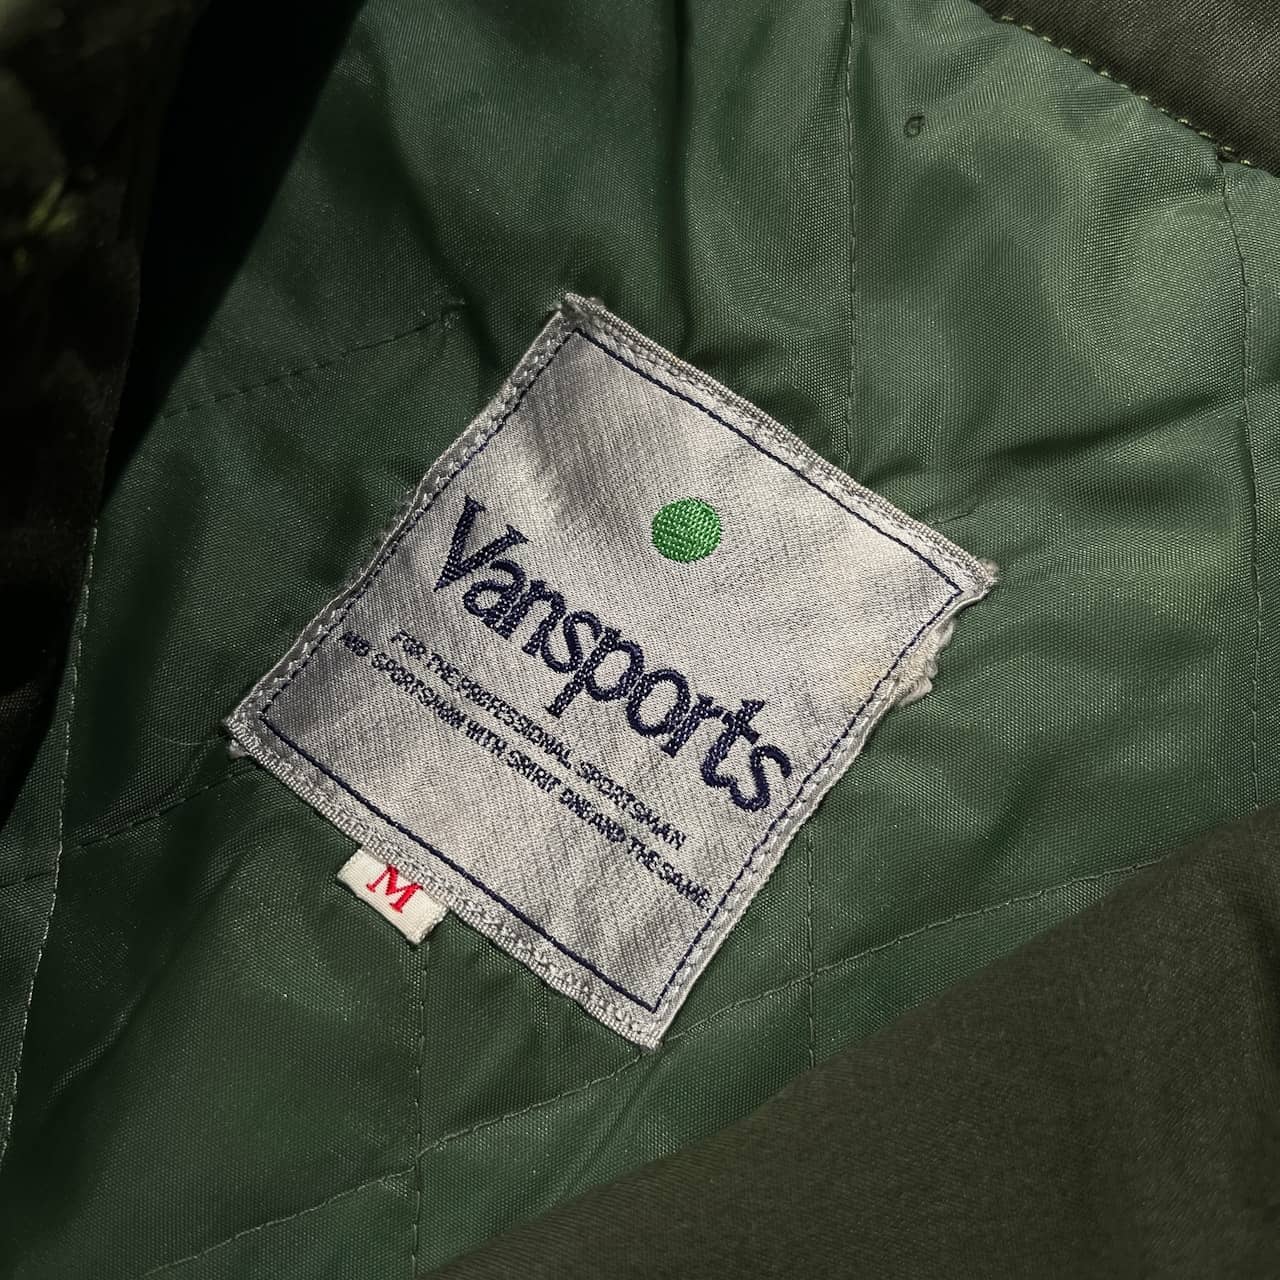 Vansports
FOR THE PROFESSIONAL SPORTSMAN
AND SPORTSMAN WITH SPIRIT ONE AND THE SAME
M